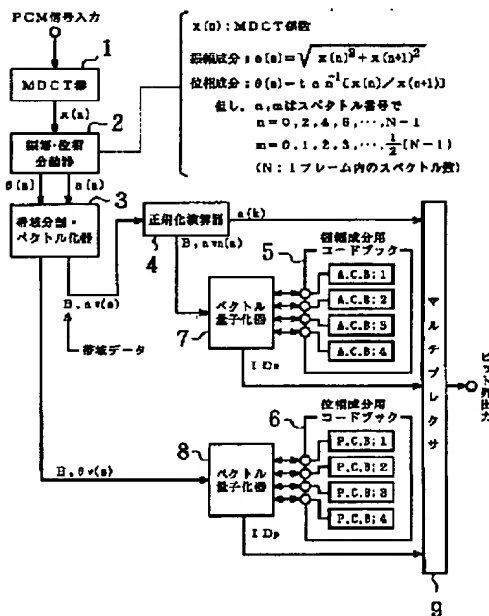 PCM信号入力
1
MDCT部
x(n)
2
振幅・位相
分離器
θ(m)
a(m)
3
帯域分割・
ベクトル化器
B,av(m)
帯域データ
B,θv(m)
x(n):MDCT係数
振幅成分:a(m)=√x(n)²+x(n+1)²
位相成分:θ(m)=tan⁻¹[x(n)/x(n+1)]
但し、n,mはスペクトル番号で
n=0,2,4,6,…,N-1
m=0,1,2,3,…,1/2(N-1)
(N:1フレーム内のスペクトル数)
正規化演算器
4
a(k)
B,nvn(m)
5
振幅成分用
コードブック
A.C.B;1
A.C.B;2
A.C.B;3
A.C.B;4
ベクトル
量子化器
7
IDa
6
位相成分用
コードブック
P.C.B;1
P.C.B;2
P.C.B;3
P.C.B;4
8
ベクトル
量子化器
IDp
マルチプレクサ
ビット列出力
9